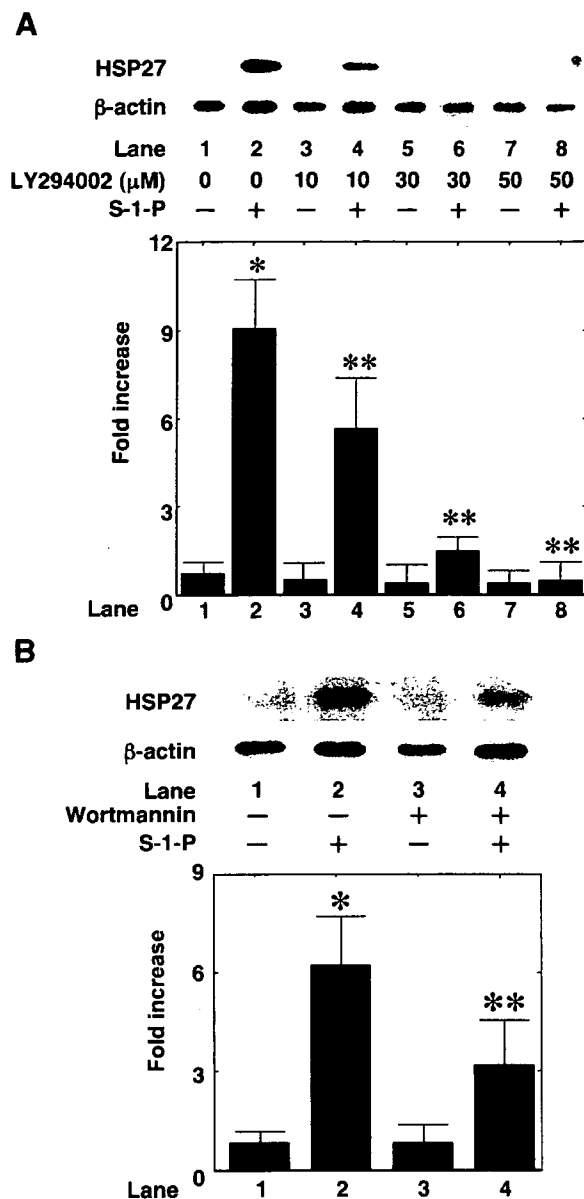 A
HSP27
β-actin
Lane 1 2 3 4 5 6 7 8
LY294002 (μM) 0 0 10 10 30 30 50 50
S-1-P − + − + − + − +
12
9
6
3
0
Fold increase
* ** ** **
Lane 1 2 3 4 5 6 7 8
B
HSP27
β-actin
Lane 1 2 3 4
Wortmannin − − + +
S-1-P − + − +
9
6
3
0
Fold increase
* **
Lane 1 2 3 4